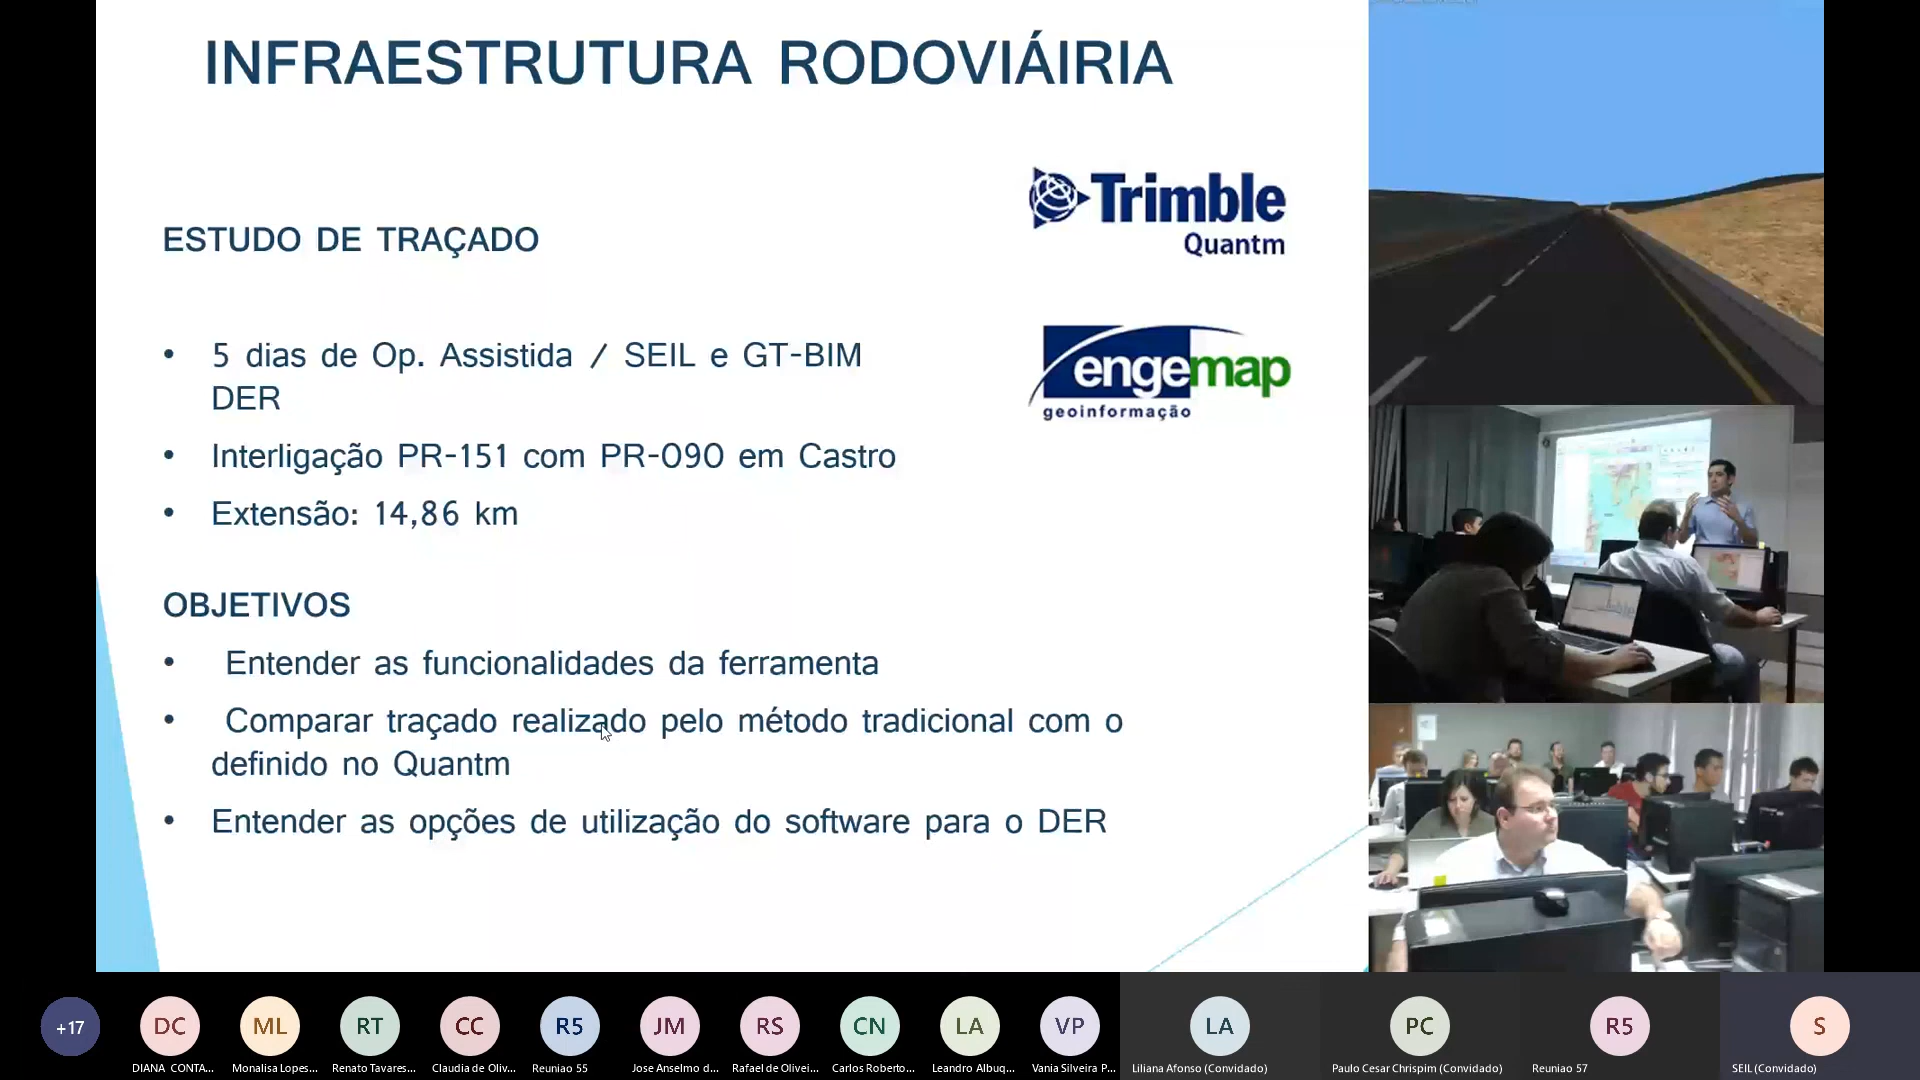 INFRAESTRUTURA RODOVIÁIRIA
Trimble
Quantm
ESTUDO DE TRAÇADO
engemap
geoinformação
• 5 dias de Op. Assistida / SEIL e GT-BIM
DER
• Interligação PR-151 com PR-090 em Castro
• Extensão: 14,86 km
OBJETIVOS
• Entender as funcionalidades da ferramenta
• Comparar traçado realizado pelo método tradicional com o
definido no Quantm
• Entender as opções de utilização do software para o DER
+17
DC
ML
RT
CC
R5
JM
RS
CN
LA
VP
LA
PC
R5
S
DIANA CONTA...
Monalisa Lopes...
Renato Tavares...
Claudia de Oliv...
Reuniao 55
Jose Anselmo d...
Rafael de Olivei...
Carlos Roberto...
Leandro Albuq...
Vania Silveira P...
Liliana Afonso (Convidado)
Paulo Cesar Chrispim (Convidado)
Reuniao 57
SEIL (Convidado)